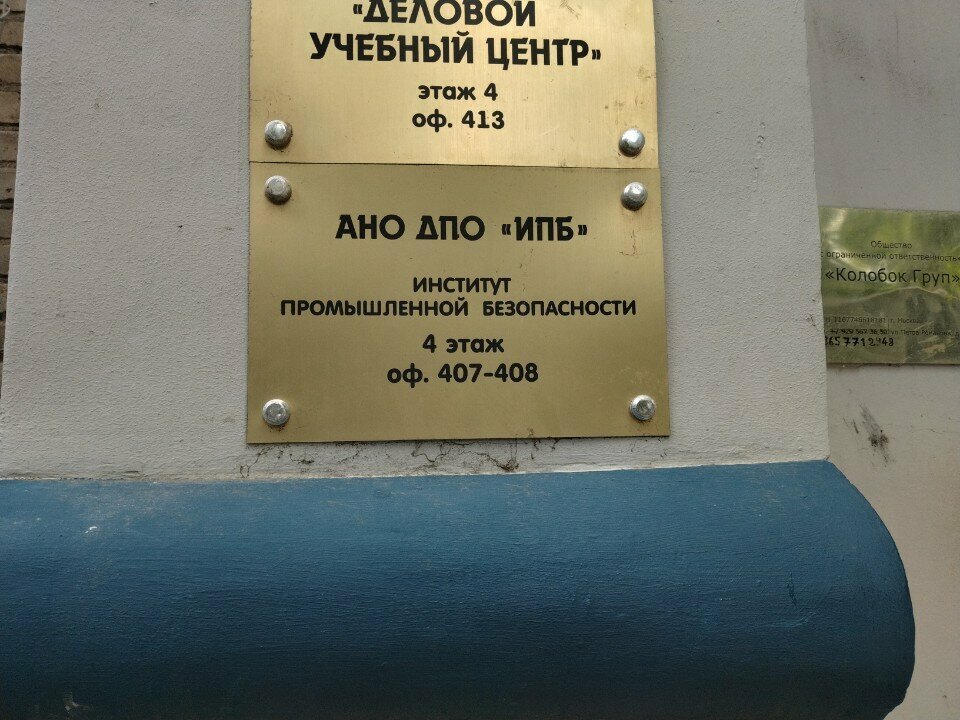 «ДЕЛОВОЙ
УЧЕБНЫЙ ЦЕНТР»
этаж 4
оф. 413
АНО ДПО «ИПБ»
ИНСТИТУТ
ПРОМЫШЛЕННОЙ БЕЗОПАСНОСТИ
4 этаж
оф. 407-408
Общество
с ограниченной ответственностью
«Колобок Груп»
г. Москва